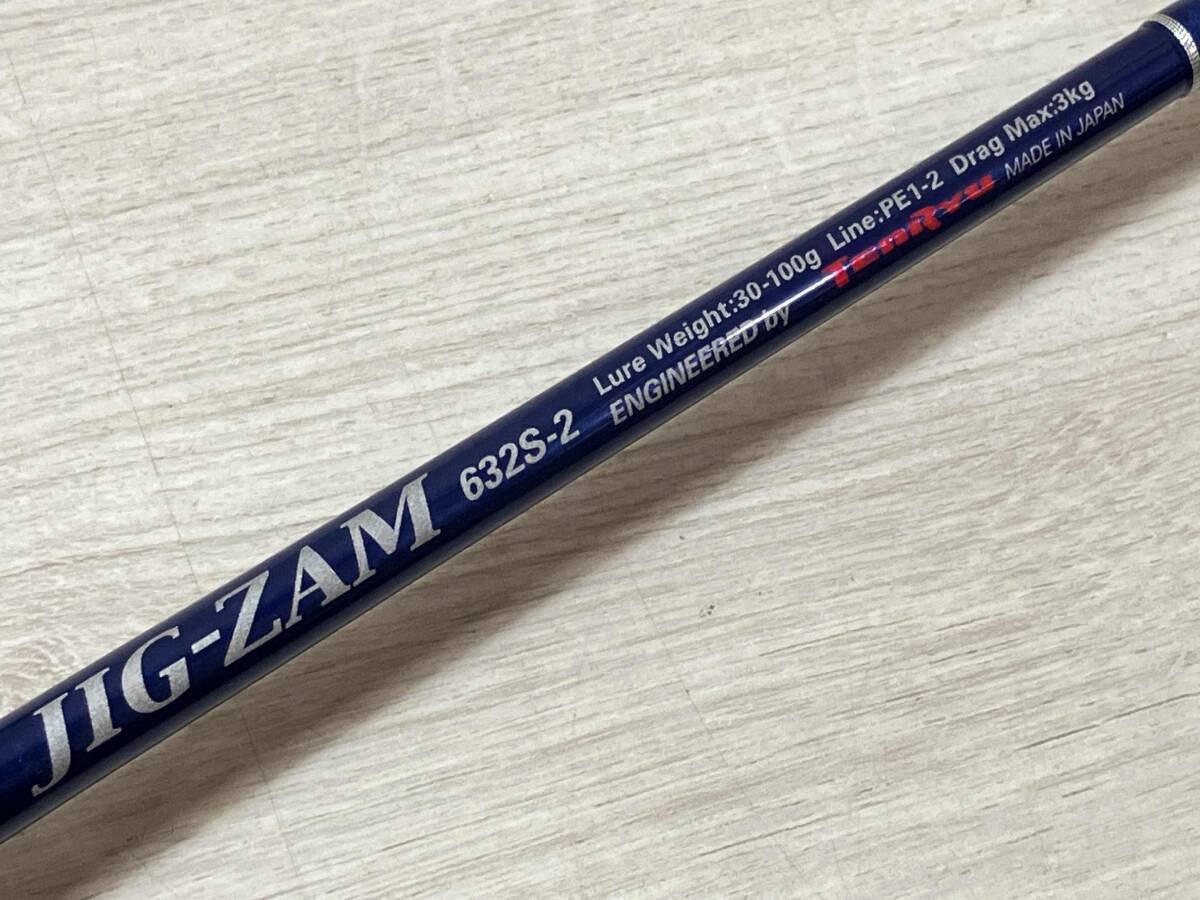 JIG-ZAM 632S-2
Lure Weight:30-100g Line:PE1-2 Drag Max:3kg
ENGINEERED by TenRyu MADE IN JAPAN